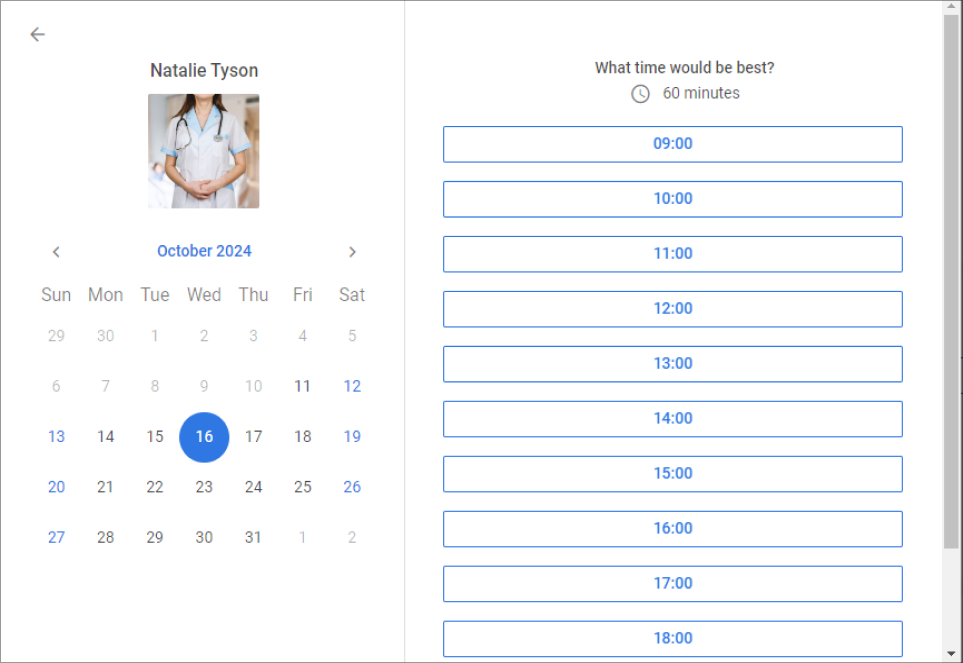 Natalie Tyson
October 2024
Sun Mon Tue Wed Thu Fri Sat
29 30 1 2 3 4 5
6 7 8 9 10 11 12
13 14 15 16 17 18 19
20 21 22 23 24 25 26
27 28 29 30 31 1 2
What time would be best?
60 minutes
09:00
10:00
11:00
12:00
13:00
14:00
15:00
16:00
17:00
18:00